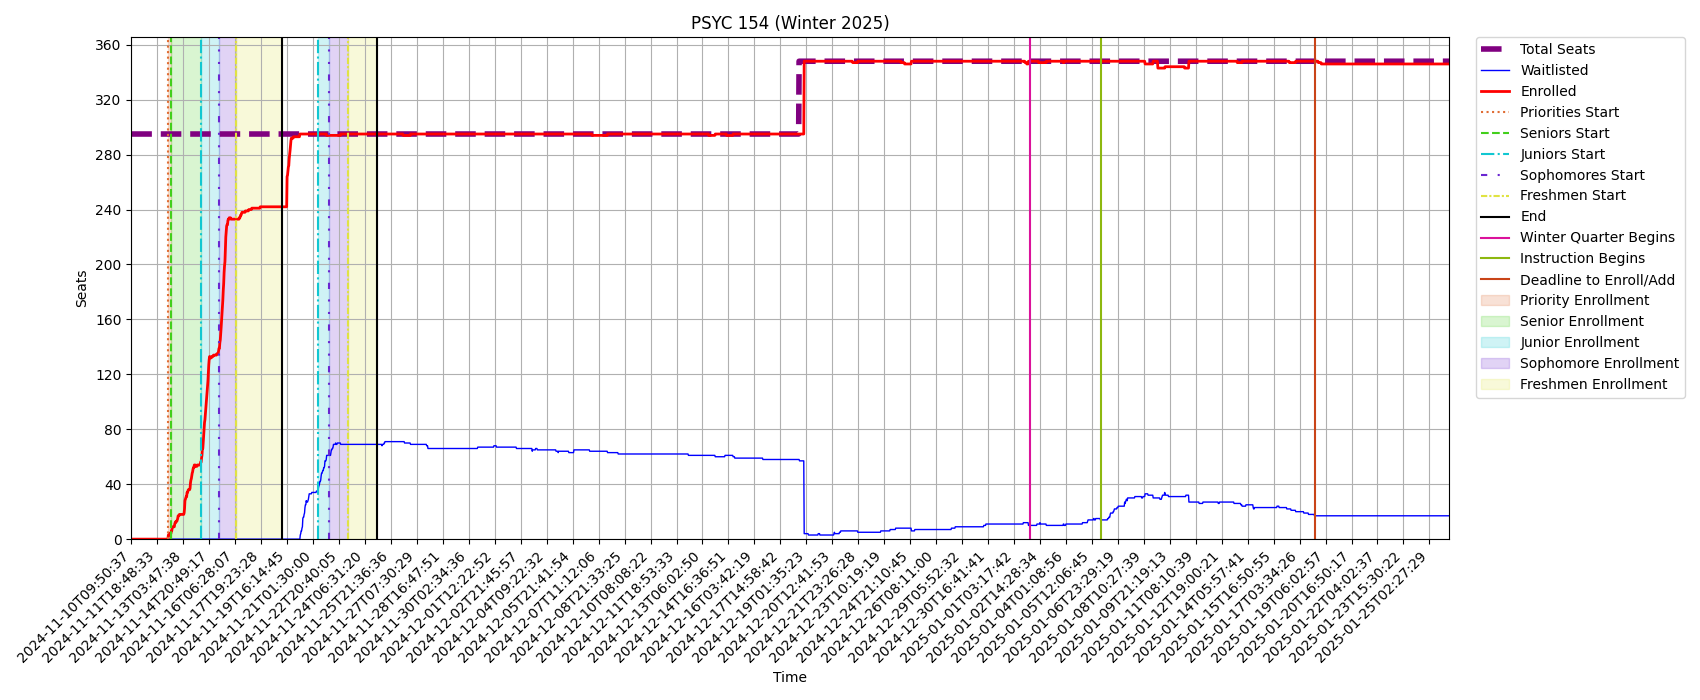 PSYC 154 (Winter 2025)
Seats
360
320
280
240
200
160
120
80
40
0
2024-11-10T09:50:37
2024-11-11T18:48:33
2024-11-13T03:47:38
2024-11-14T20:49:17
2024-11-16T06:28:07
2024-11-17T19:23:28
2024-11-19T16:14:45
2024-11-21T01:30:00
2024-11-22T20:40:05
2024-11-24T06:31:20
2024-11-25T21:36:36
2024-11-27T07:30:29
2024-11-28T16:47:51
2024-11-30T02:34:36
2024-12-01T12:22:52
2024-12-02T21:45:57
2024-12-04T09:22:32
2024-12-05T21:41:54
2024-12-07T11:12:06
2024-12-08T21:33:25
2024-12-10T08:08:22
2024-12-11T18:53:33
2024-12-13T06:02:50
2024-12-14T16:36:51
2024-12-16T03:42:19
2024-12-17T14:58:42
2024-12-19T01:35:23
2024-12-20T12:41:53
2024-12-21T23:26:28
2024-12-23T10:19:19
2024-12-24T21:10:45
2024-12-26T08:11:00
2024-12-29T05:52:32
2024-12-30T16:41:41
2025-01-01T03:17:42
2025-01-02T14:28:34
2025-01-04T01:08:56
2025-01-05T12:06:45
2025-01-06T23:29:19
2025-01-08T10:27:39
2025-01-09T21:19:13
2025-01-11T08:10:39
2025-01-12T19:00:21
2025-01-14T05:57:41
2025-01-15T16:50:55
2025-01-17T03:34:26
2025-01-19T06:02:57
2025-01-20T16:50:17
2025-01-22T04:02:37
2025-01-23T15:30:22
2025-01-25T02:27:29
Time
Total Seats
Waitlisted
Enrolled
Priorities Start
Seniors Start
Juniors Start
Sophomores Start
Freshmen Start
End
Winter Quarter Begins
Instruction Begins
Deadline to Enroll/Add
Priority Enrollment
Senior Enrollment
Junior Enrollment
Sophomore Enrollment
Freshmen Enrollment